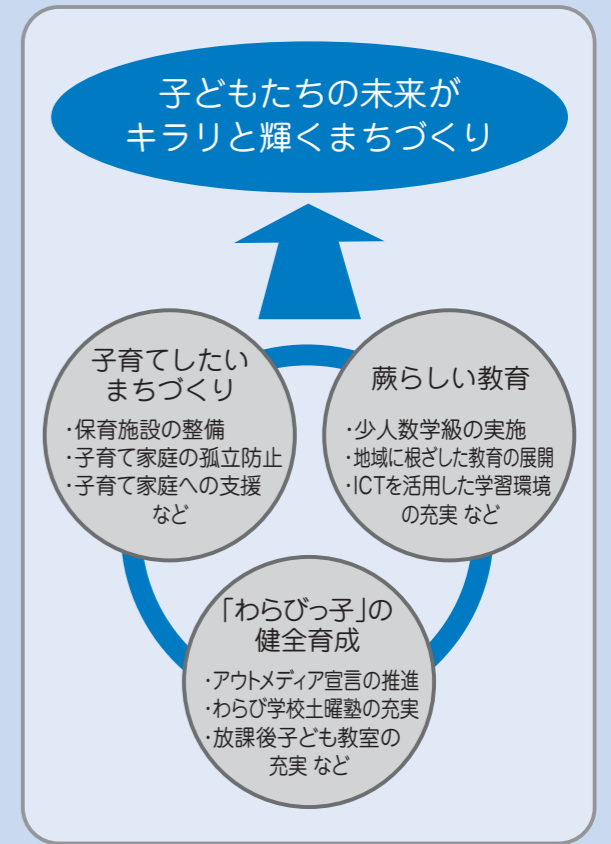 子どもたちの未来が
キラリと輝くまちづくり
子育てしたい
まちづくり
・保育施設の整備
・子育て家庭の孤立防止
・子育て家庭への支援
など
蕨らしい教育
・少人数学級の実施
・地域に根ざした教育の展開
・ICTを活用した学習環境
の充実 など
「わらびっ子」の
健全育成
・アウトメディア宣言の推進
・わらび学校土曜塾の充実
・放課後子ども教室の
充実 など